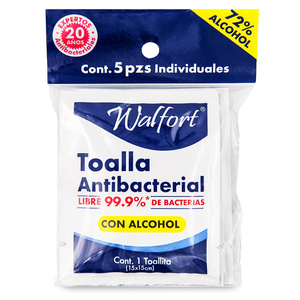 EXPERTOS
20
AÑOS
Antibacteriales
72%
ALCOHOL
Cont. 5 pzs Individuales
Walfort®
Toalla
Antibacterial
LIBRE 99.9%* DE BACTERIAS
CON ALCOHOL
Cont. 1 Toallita
(15x15cm)